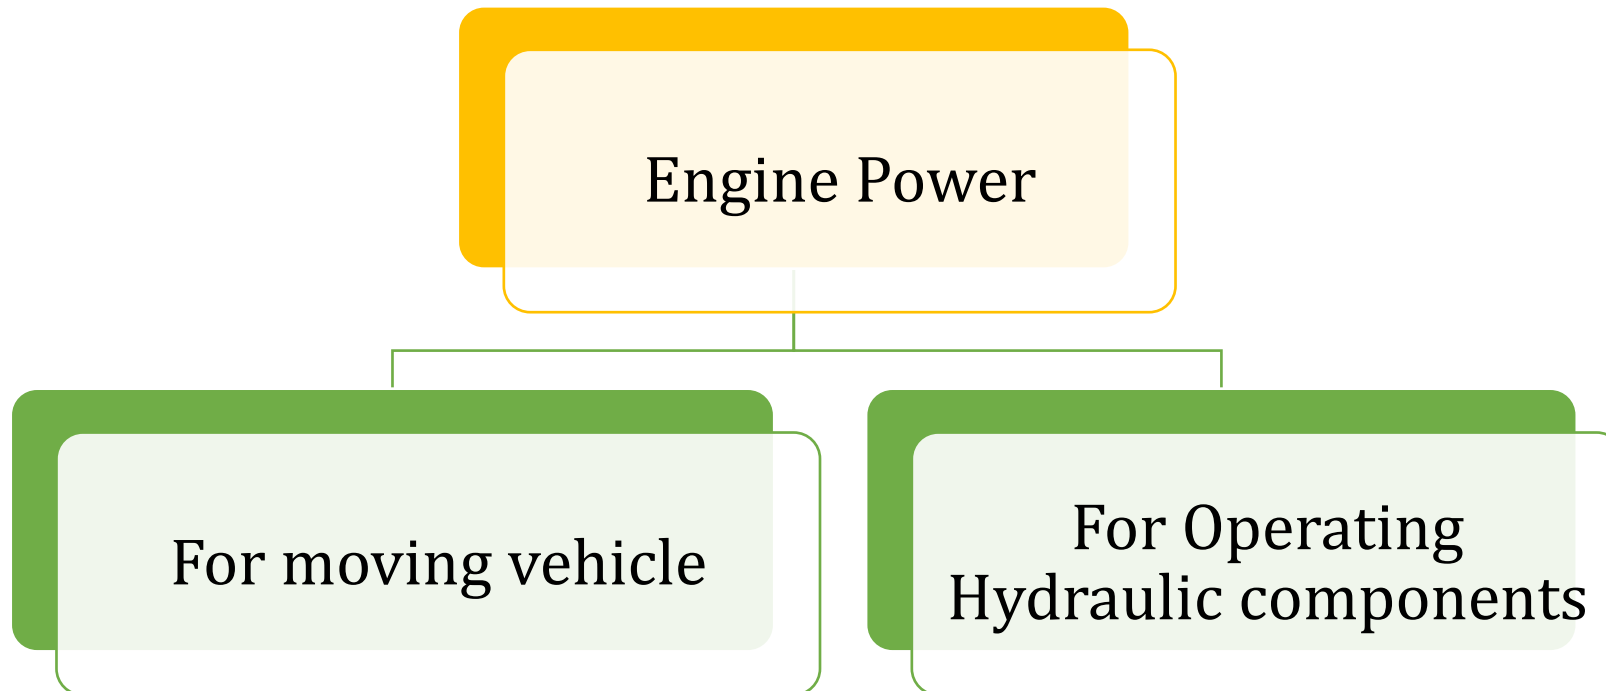 Engine Power
For moving vehicle
For Operating
Hydraulic components